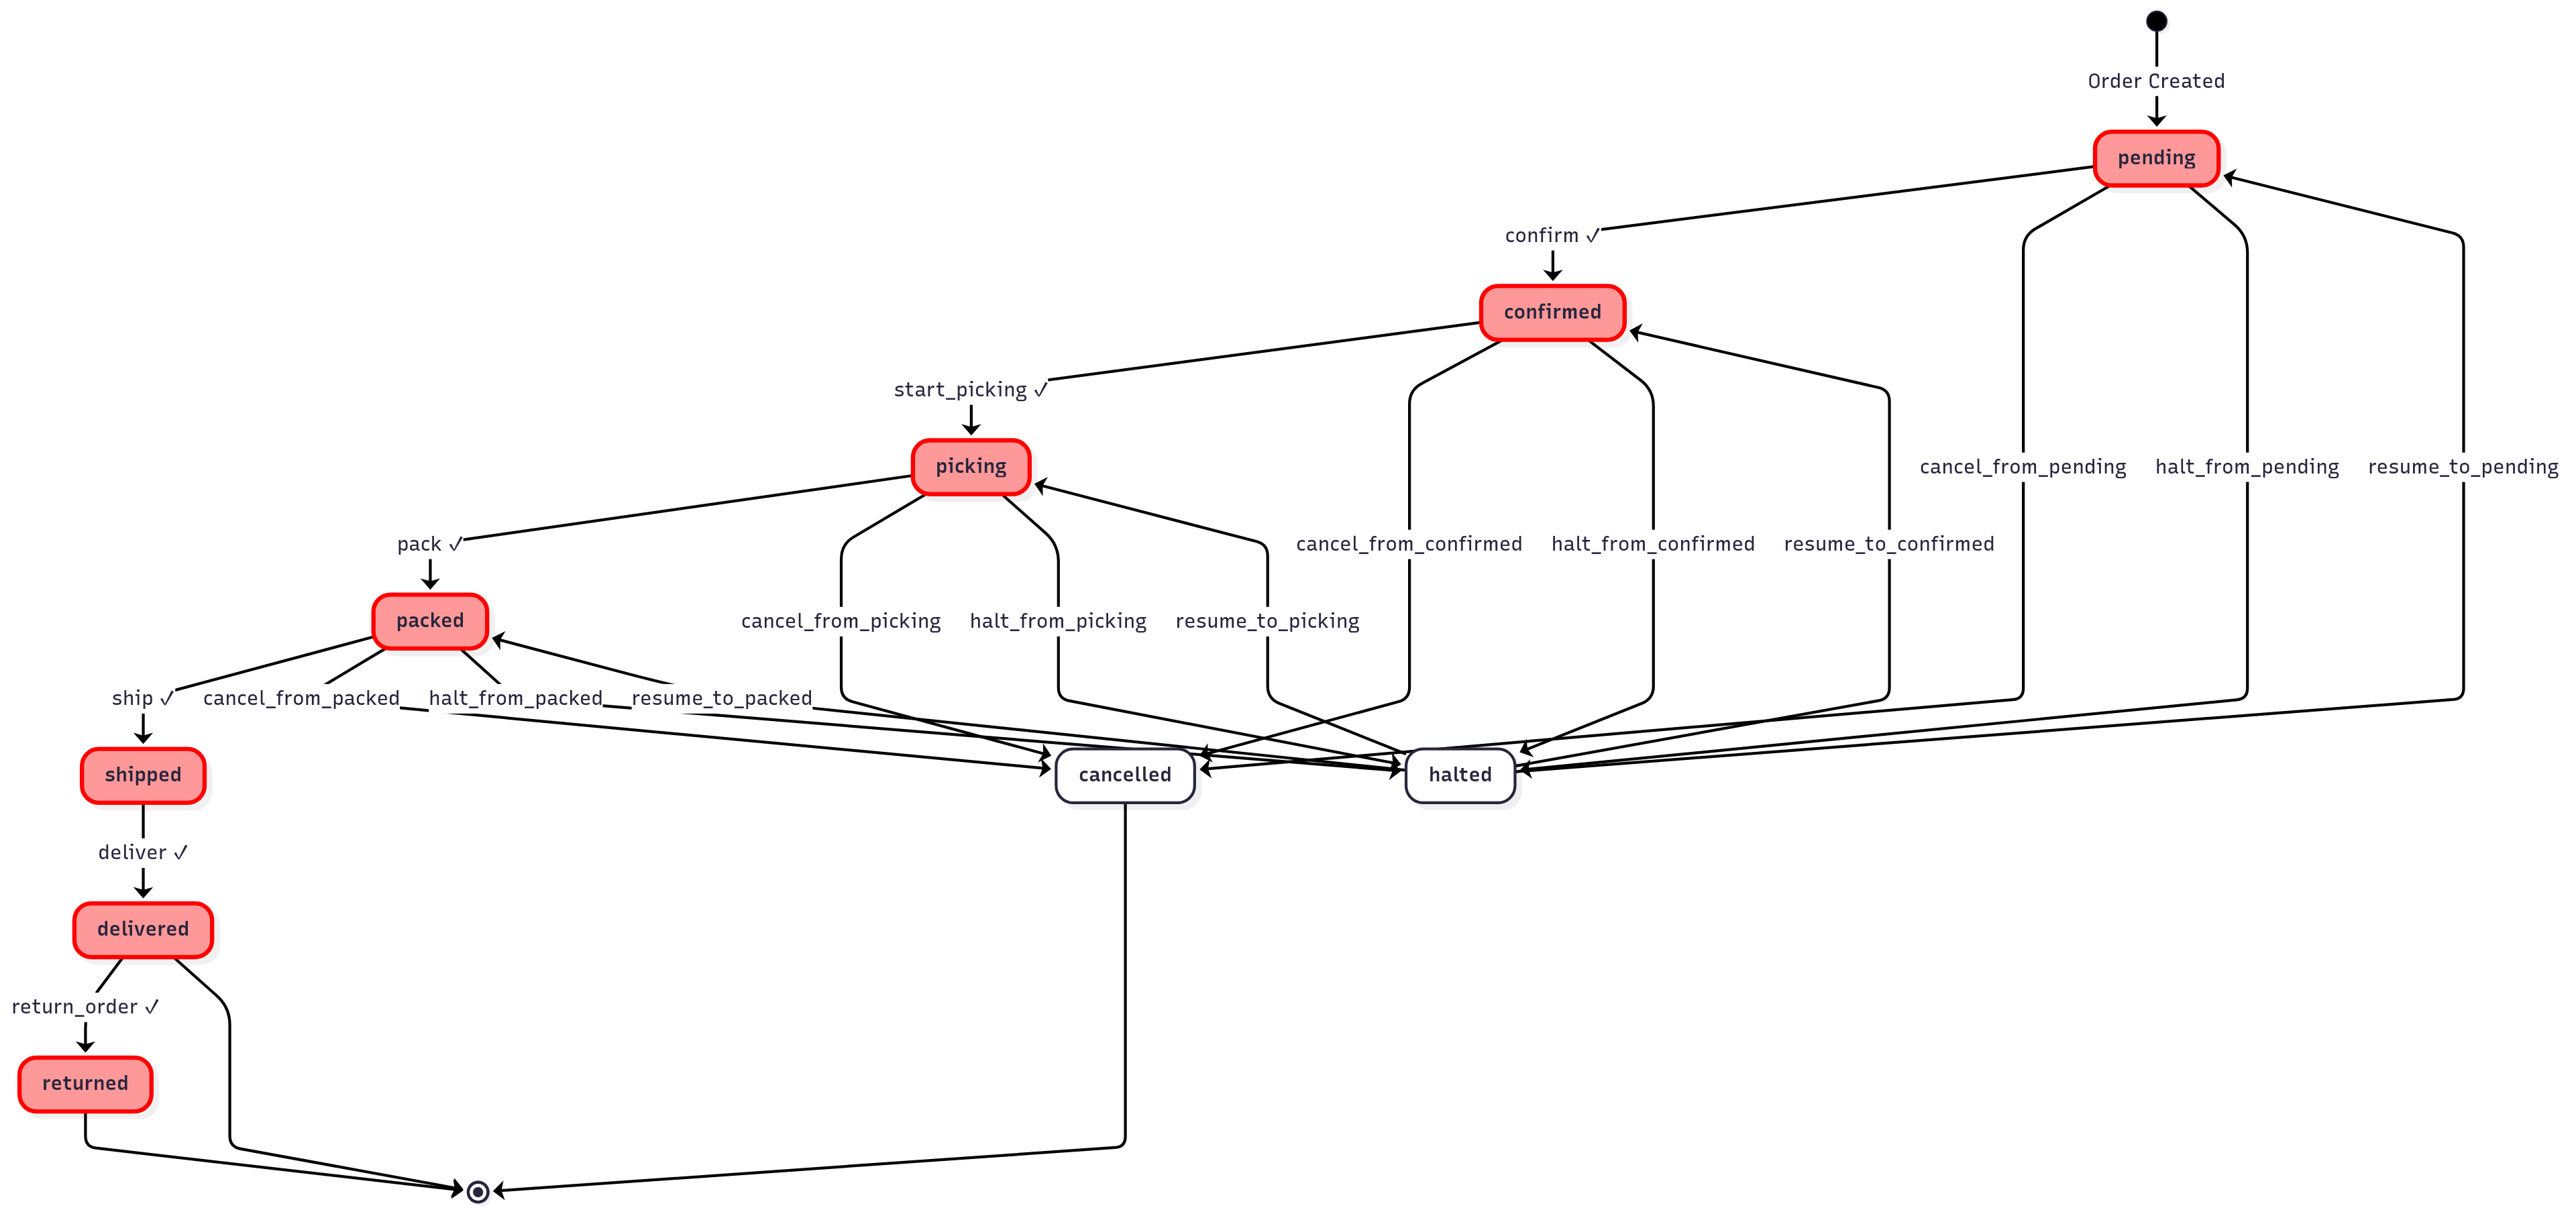 Order Created
pending
confirm ✓
confirmed
start_picking ✓
picking
cancel_from_pending
halt_from_pending
resume_to_pending
pack ✓
cancel_from_confirmed
halt_from_confirmed
resume_to_confirmed
packed
cancel_from_picking
halt_from_picking
resume_to_picking
ship ✓
cancel_from_packed
halt_from_packed
resume_to_packed
shipped
cancelled
halted
deliver ✓
delivered
return_order ✓
returned